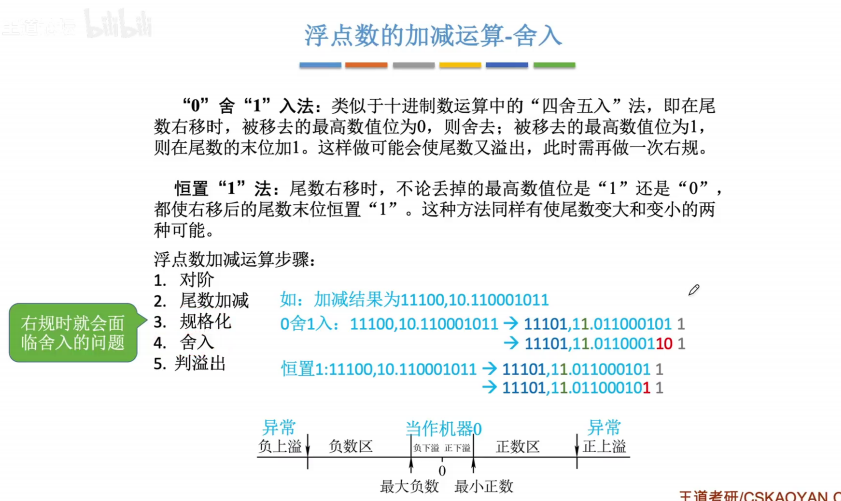 bilibili
浮点数的加减运算-舍入
“0”舍“1”入法：类似于十进制数运算中的“四舍五入”法，即在尾
数右移时，被移去的最高数值位为0，则舍去；被移去的最高数值位为1，
则在尾数的末位加1。这样做可能会使尾数又溢出，此时需再做一次右规。
恒置“1”法：尾数右移时，不论丢掉的最高数值位是“1”还是“0”，
都使右移后的尾数末位恒置“1”。这种方法同样有使尾数变大和变小的两
种可能。
浮点数加减运算步骤：
1. 对阶
2. 尾数加减
3. 规格化
4. 舍入
5. 判溢出
右规时就会面
临舍入的问题
如：加减结果为11100,10.110001011
0舍1入：11100,10.110001011 → 11101,11.011000101 1
→ 11101,11.011000110 1
恒置1:11100,10.110001011 → 11101,11.011000101 1
→ 11101,11.011000101 1
异常 当作机器0 异常
负上溢 负数区 负下溢 正下溢 正数区 正上溢
0
最大负数 最小正数
王道考研/CSKAOYAN.C